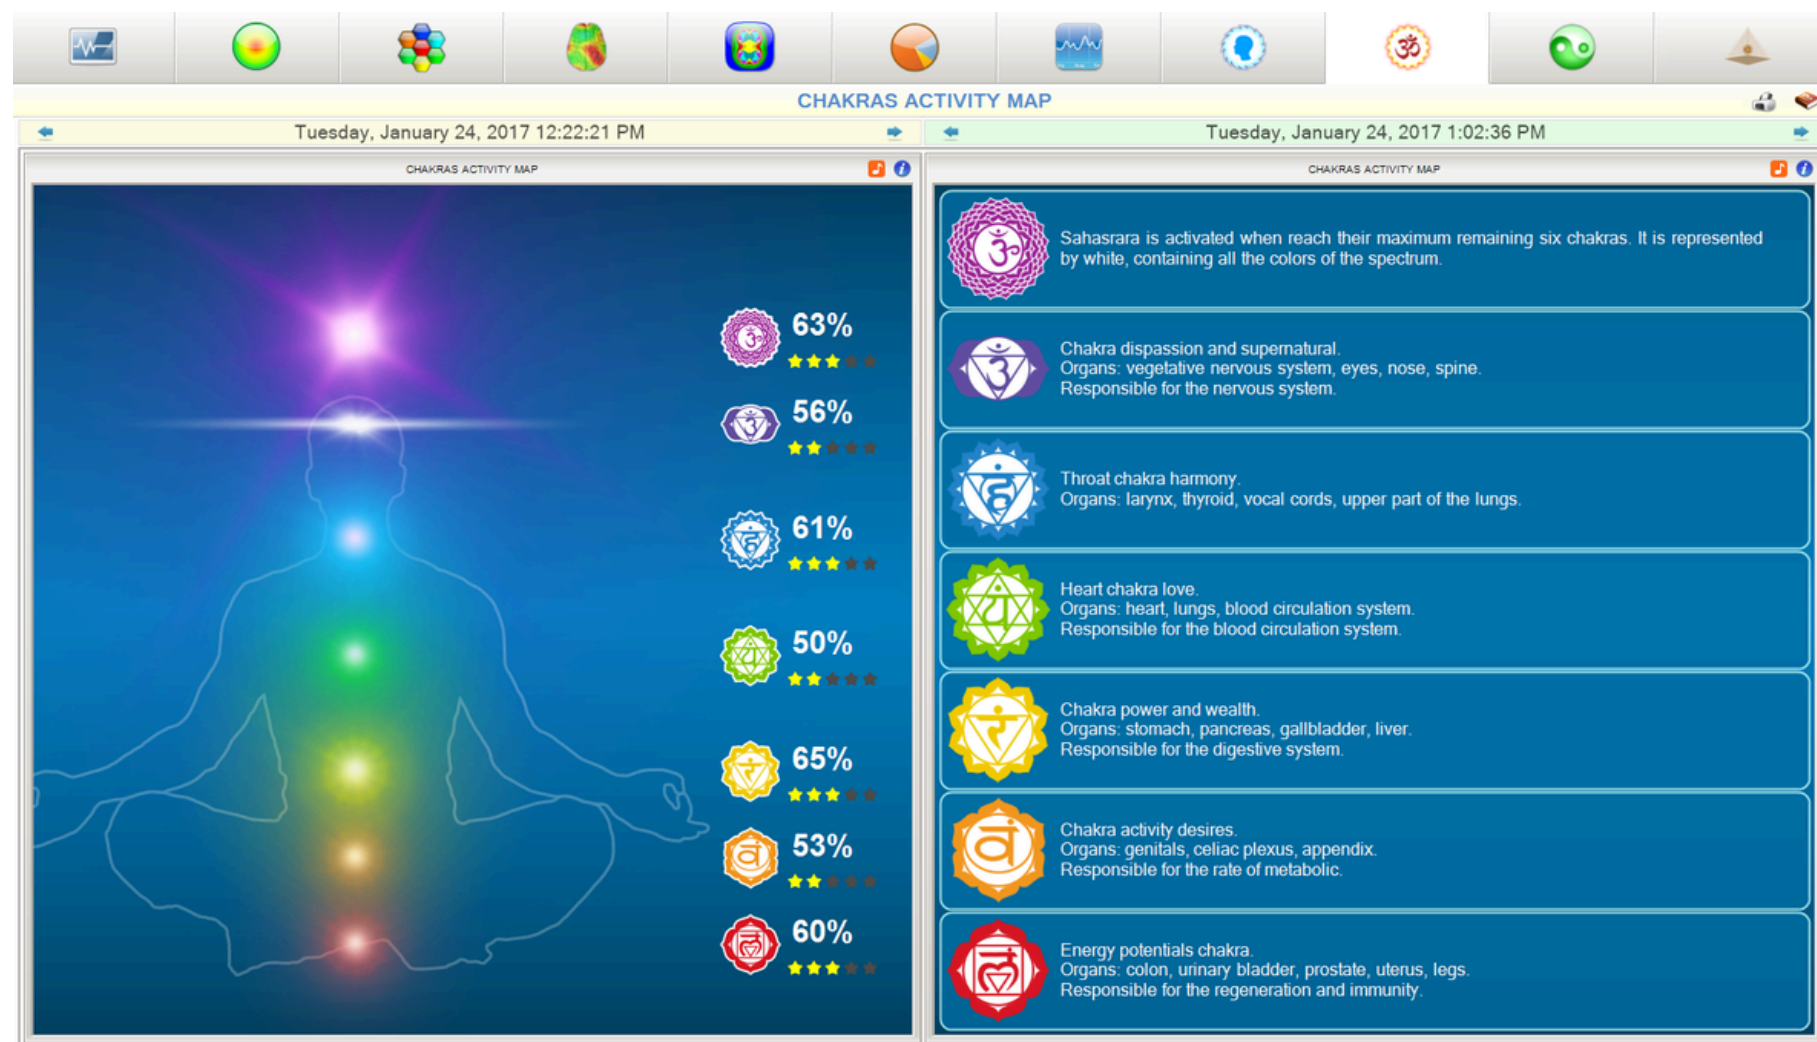 CHAKRAS ACTIVITY MAP
Tuesday, January 24, 2017 12:22:21 PM
Tuesday, January 24, 2017 1:02:36 PM
CHAKRAS ACTIVITY MAP
63%
56%
61%
50%
65%
53%
60%
CHAKRAS ACTIVITY MAP
ॐ
Sahasrara is activated when reach their maximum remaining six chakras. It is represented
by white, containing all the colors of the spectrum.
Chakra dispassion and supernatural.
Organs: vegetative nervous system, eyes, nose, spine.
Responsible for the nervous system.
Throat chakra harmony.
Organs: larynx, thyroid, vocal cords, upper part of the lungs.
Heart chakra love.
Organs: heart, lungs, blood circulation system.
Responsible for the blood circulation system.
Chakra power and wealth.
Organs: stomach, pancreas, gallbladder, liver.
Responsible for the digestive system.
Chakra activity desires.
Organs: genitals, celiac plexus, appendix.
Responsible for the rate of metabolic.
Energy potentials chakra.
Organs: colon, urinary bladder, prostate, uterus, legs.
Responsible for the regeneration and immunity.